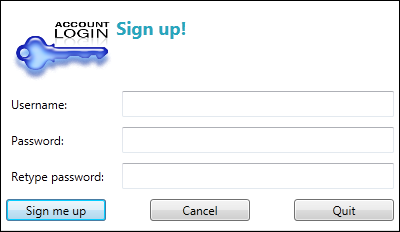 ACCOUNT
LOGIN
Sign up!
Username:
Password:
Retype password:
Sign me up
Cancel
Quit